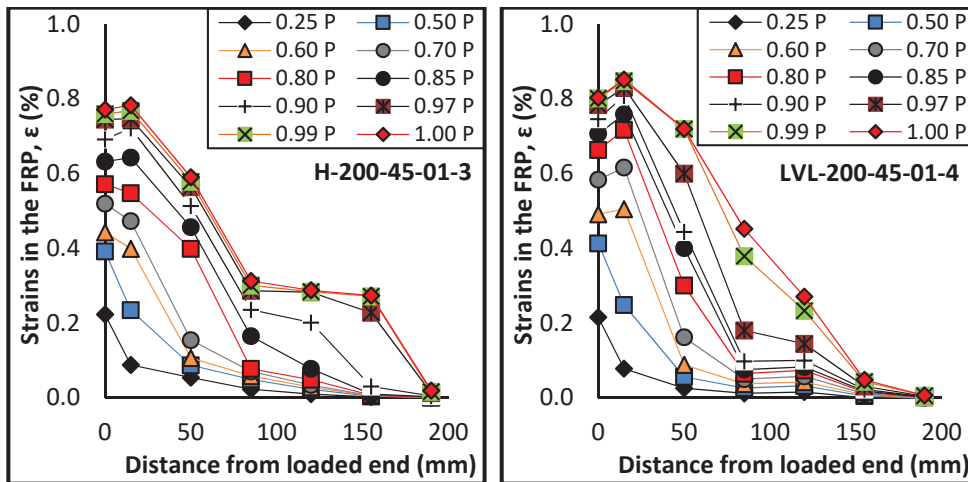 Strains in the FRP, ε (%)
1.0
0.8
0.6
0.4
0.2
0.0
0.25 P 0.50 P
0.60 P 0.70 P
0.80 P 0.85 P
0.90 P 0.97 P
0.99 P 1.00 P
H-200-45-01-3
0 50 100 150 200
Distance from loaded end (mm)
Strains in the FRP, ε (%)
1.0
0.8
0.6
0.4
0.2
0.0
0.25 P 0.50 P
0.60 P 0.70 P
0.80 P 0.85 P
0.90 P 0.97 P
0.99 P 1.00 P
LVL-200-45-01-4
0 50 100 150 200
Distance from loaded end (mm)